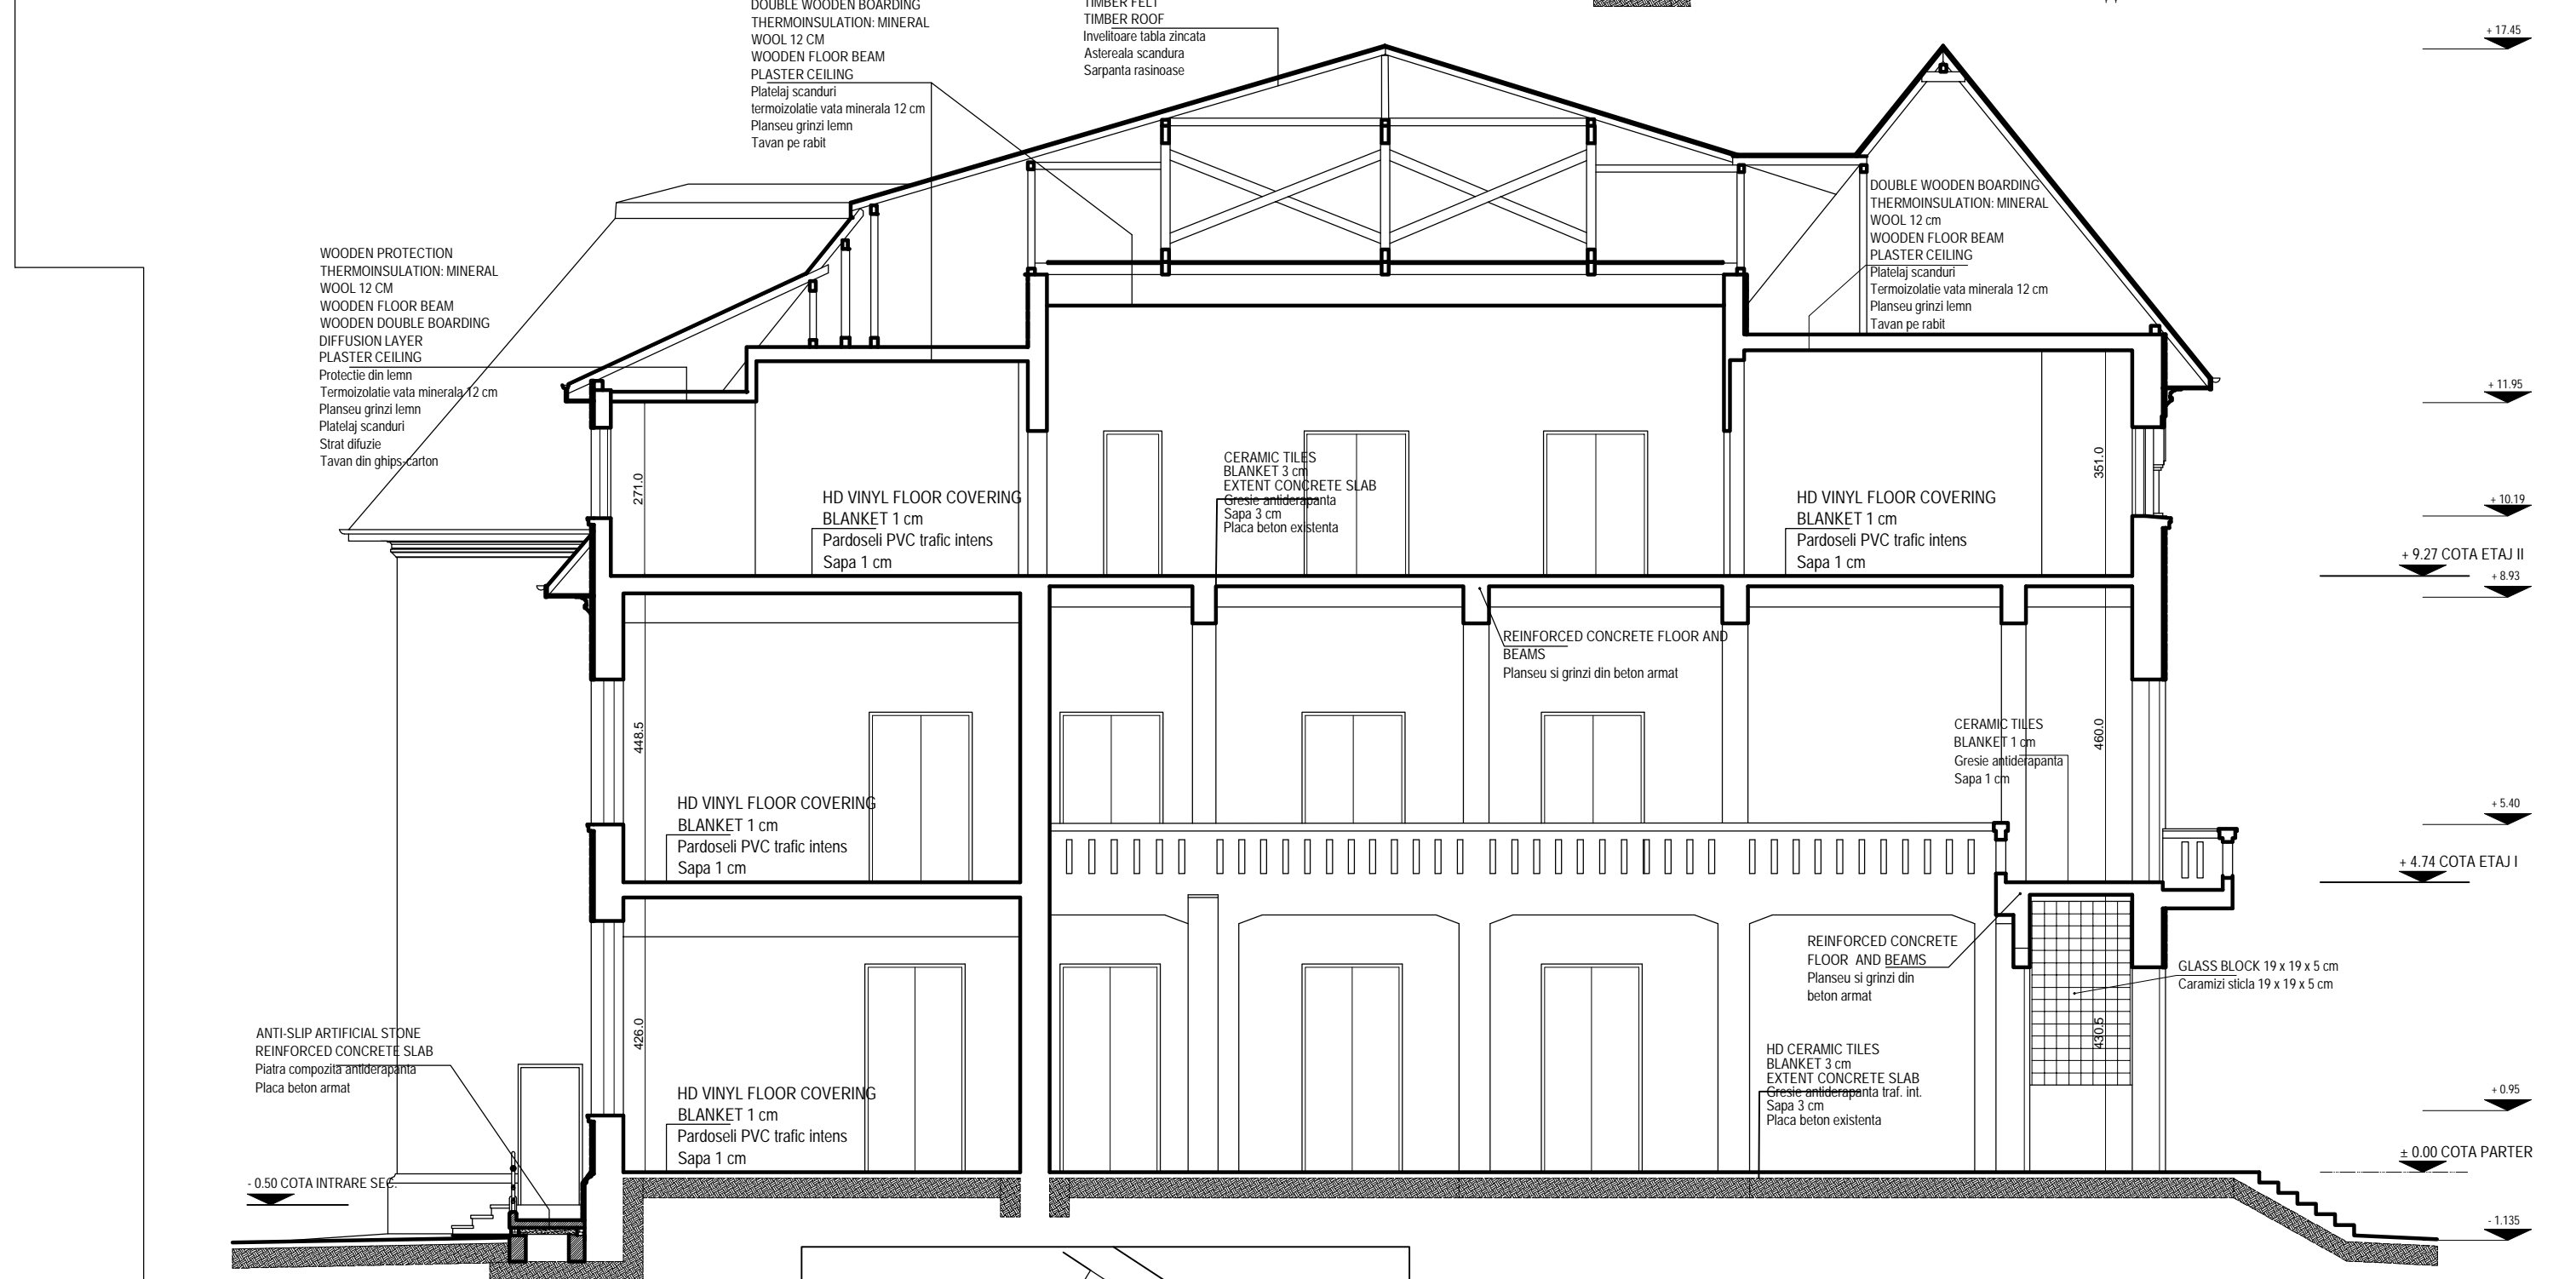 DOUBLE WOODEN BOARDING
THERMOINSULATION: MINERAL
WOOL 12 CM
WOODEN FLOOR BEAM
PLASTER CEILING
Platelaj scanduri
termoizolatie vata minerala 12 cm
Planseu grinzi lemn
Tavan pe rabit
TIMBER FELT
TIMBER ROOF
Invelitoare tabla zincata
Astereala scandura
Sarpanta rasinoase
+ 17.45
DOUBLE WOODEN BOARDING
THERMOINSULATION: MINERAL
WOOL 12 cm
WOODEN FLOOR BEAM
PLASTER CEILING
Platelaj scanduri
Termoizolatie vata minerala 12 cm
Planseu grinzi lemn
Tavan pe rabit
WOODEN PROTECTION
THERMOINSULATION: MINERAL
WOOL 12 CM
WOODEN FLOOR BEAM
WOODEN DOUBLE BOARDING
DIFFUSION LAYER
PLASTER CEILING
Protectie din lemn
Termoizolatie vata minerala 12 cm
Planseu grinzi lemn
Platelaj scanduri
Strat difuzie
Tavan din ghips-carton
+ 11.95
271.0
HD VINYL FLOOR COVERING
BLANKET 1 cm
Pardoseli PVC trafic intens
Sapa 1 cm
CERAMIC TILES
BLANKET 3 cm
EXTENT CONCRETE SLAB
Gresie antiderapanta
Sapa 3 cm
Placa beton existenta
HD VINYL FLOOR COVERING
BLANKET 1 cm
Pardoseli PVC trafic intens
Sapa 1 cm
351.0
+ 10.19
+ 9.27 COTA ETAJ II
+ 8.93
REINFORCED CONCRETE FLOOR AND
BEAMS
Planseu si grinzi din beton armat
448.5
CERAMIC TILES
BLANKET 1 cm
Gresie antiderapanta
Sapa 1 cm
460.0
HD VINYL FLOOR COVERING
BLANKET 1 cm
Pardoseli PVC trafic intens
Sapa 1 cm
+ 5.40
+ 4.74 COTA ETAJ I
REINFORCED CONCRETE
FLOOR AND BEAMS
Planseu si grinzi din
beton armat
GLASS BLOCK 19 x 19 x 5 cm
Caramizi sticla 19 x 19 x 5 cm
426.0
430.5
ANTI-SLIP ARTIFICIAL STONE
REINFORCED CONCRETE SLAB
Piatra compozita antiderapanta
Placa beton armat
HD VINYL FLOOR COVERING
BLANKET 1 cm
Pardoseli PVC trafic intens
Sapa 1 cm
HD CERAMIC TILES
BLANKET 3 cm
EXTENT CONCRETE SLAB
Gresie antiderapanta traf. int.
Sapa 3 cm
Placa beton existenta
+ 0.95
± 0.00 COTA PARTER
- 0.50 COTA INTRARE SEC.
- 1.135